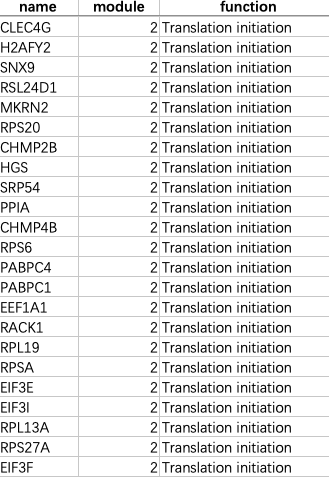 name module function
CLEC4G 2 Translation initiation
H2AFY2 2 Translation initiation
SNX9 2 Translation initiation
RSL24D1 2 Translation initiation
MKRN2 2 Translation initiation
RPS20 2 Translation initiation
CHMP2B 2 Translation initiation
HGS 2 Translation initiation
SRP54 2 Translation initiation
PPIA 2 Translation initiation
CHMP4B 2 Translation initiation
RPS6 2 Translation initiation
PABPC4 2 Translation initiation
PABPC1 2 Translation initiation
EEF1A1 2 Translation initiation
RACK1 2 Translation initiation
RPL19 2 Translation initiation
RPSA 2 Translation initiation
EIF3E 2 Translation initiation
EIF3I 2 Translation initiation
RPL13A 2 Translation initiation
RPS27A 2 Translation initiation
EIF3F 2 Translation initiation